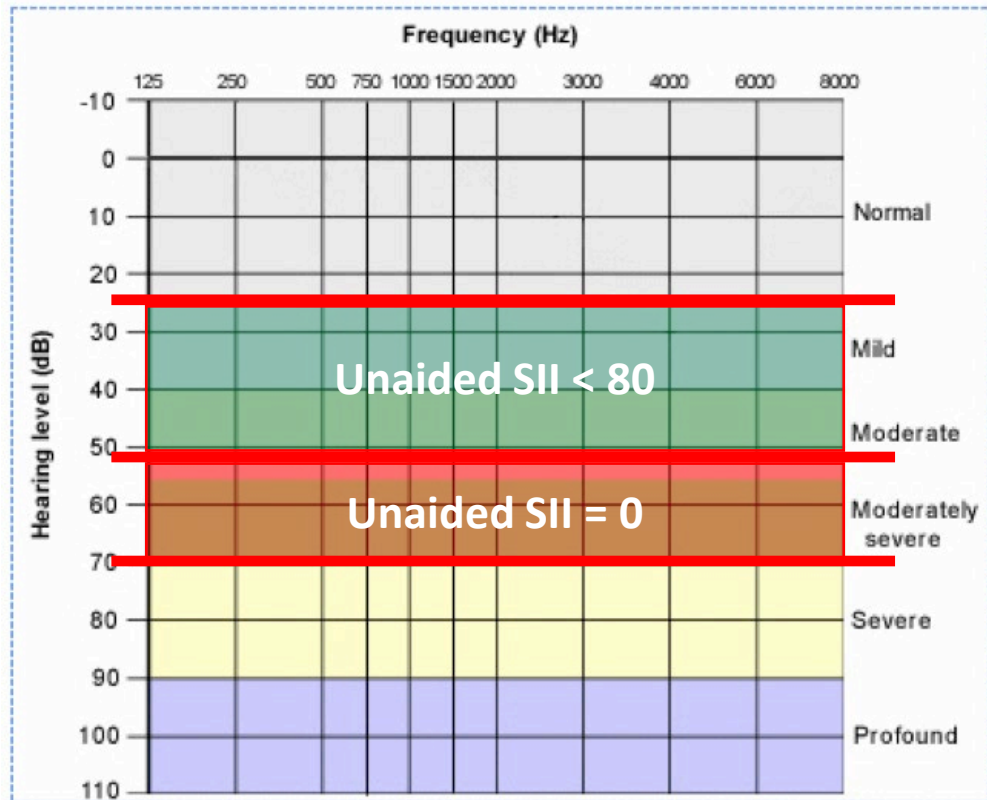 Frequency (Hz)
125 250 500 750 1000 1500 2000 3000 4000 6000 8000
-10
0
10
Normal
20
30
Mild
Unaided SII < 80
40
Moderate
50
Unaided SII = 0
60
Moderately
severe
70
80
Severe
90
100
Profound
110
Hearing level (dB)